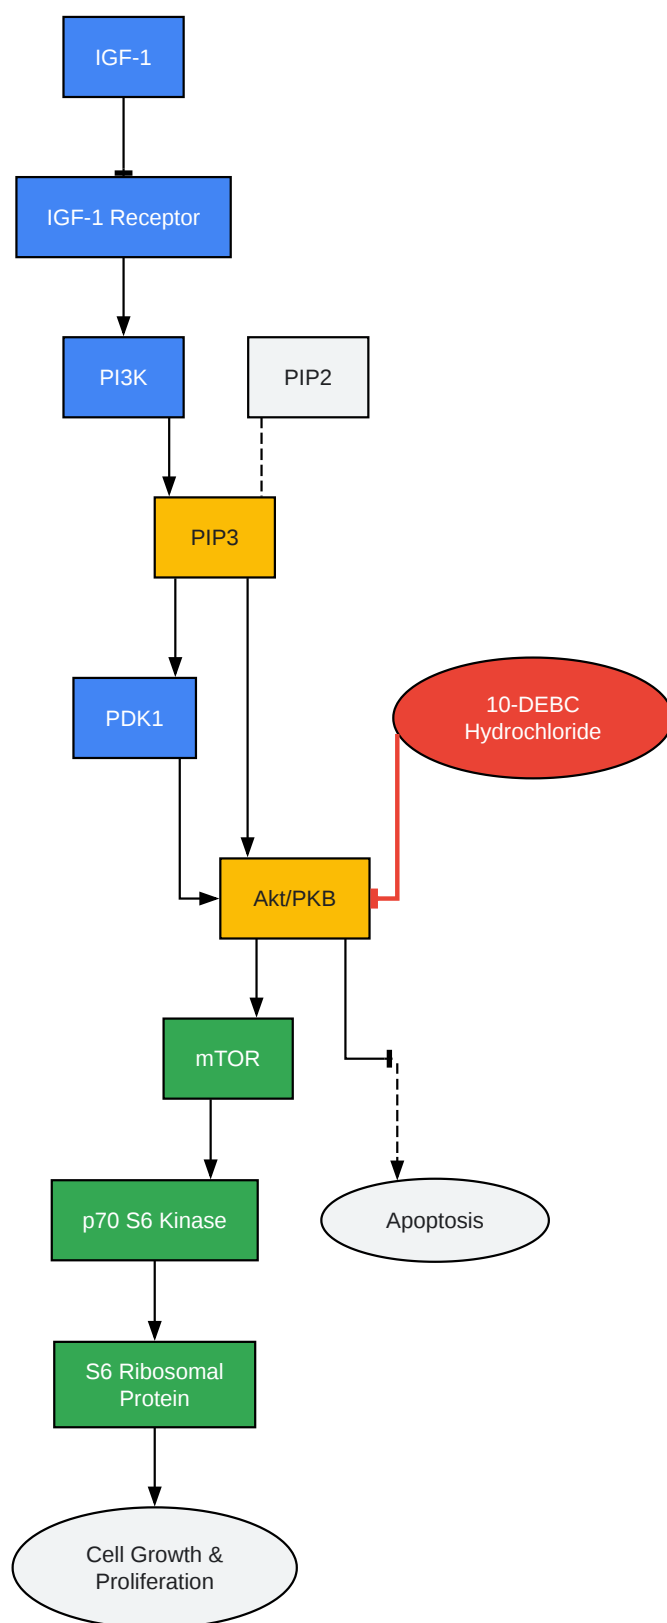 IGF-1
IGF-1 Receptor
PI3K
PIP2
PIP3
PDK1
10-DEBC
Hydrochloride
Akt/PKB
mTOR
p70 S6 Kinase
Apoptosis
S6 Ribosomal
Protein
Cell Growth &
Proliferation